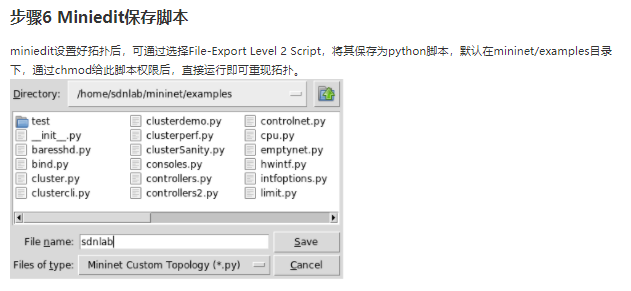 步骤6 Miniedit保存脚本
miniedit设置好拓扑后，可通过选择File-Export Level 2 Script，将其保存为python脚本，默认在mininet/examples目录
下，通过chmod给此脚本权限后，直接运行即可重现拓扑。
Directory: /home/sdnlab/mininet/examples
test clusterdemo.py controlnet.py
__init__.py clusterperf.py cpu.py
baresshd.py clusterSanity.py emptynet.py
bind.py consoles.py hwintf.py
cluster.py controllers.py intfoptions.py
clustercli.py controllers2.py limit.py
File name: sdnlab Save
Files of type: Mininet Custom Topology (*.py) Cancel